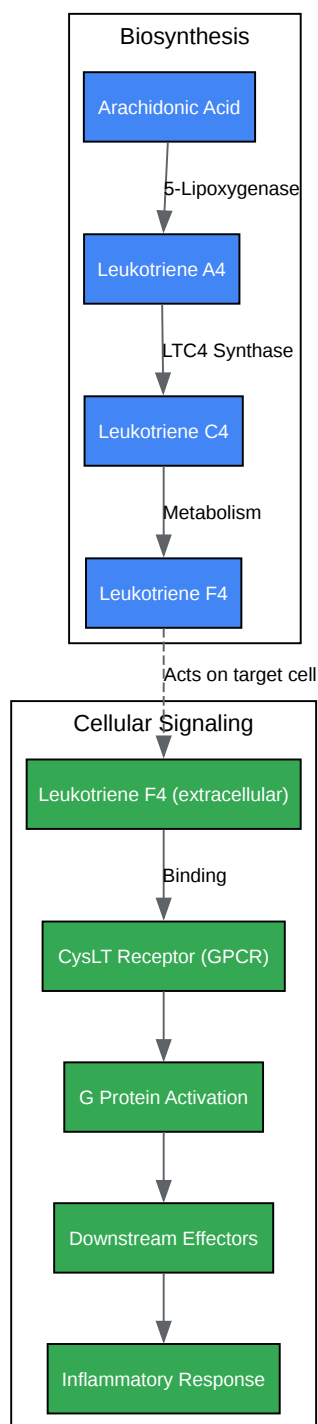 Biosynthesis
Arachidonic Acid
5-Lipoxygenase
Leukotriene A4
LTC4 Synthase
Leukotriene C4
Metabolism
Leukotriene F4
Acts on target cell
Cellular Signaling
Leukotriene F4 (extracellular)
Binding
CysLT Receptor (GPCR)
G Protein Activation
Downstream Effectors
Inflammatory Response